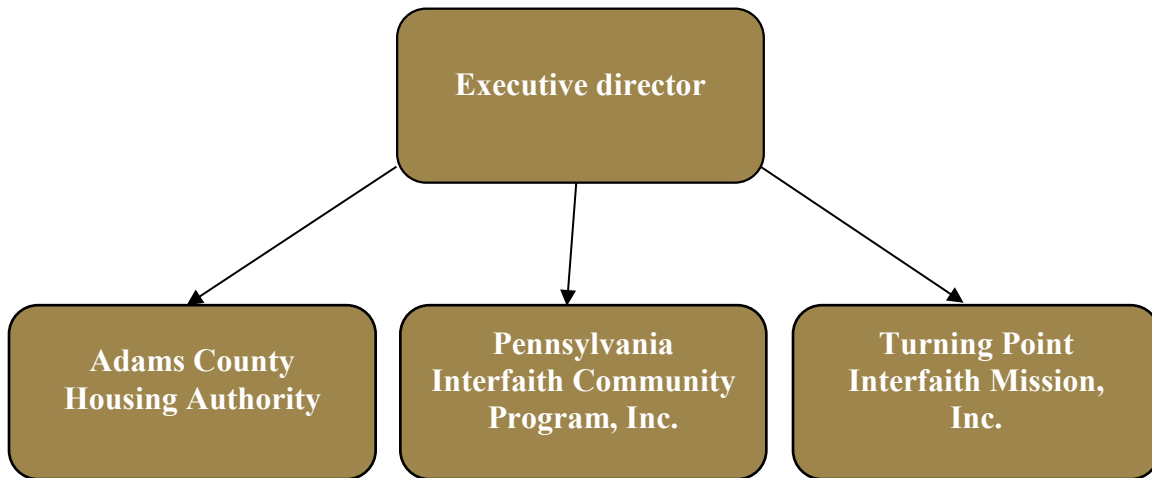 Executive director
Adams County
Housing Authority
Pennsylvania
Interfaith Community
Program, Inc.
Turning Point
Interfaith Mission,
Inc.